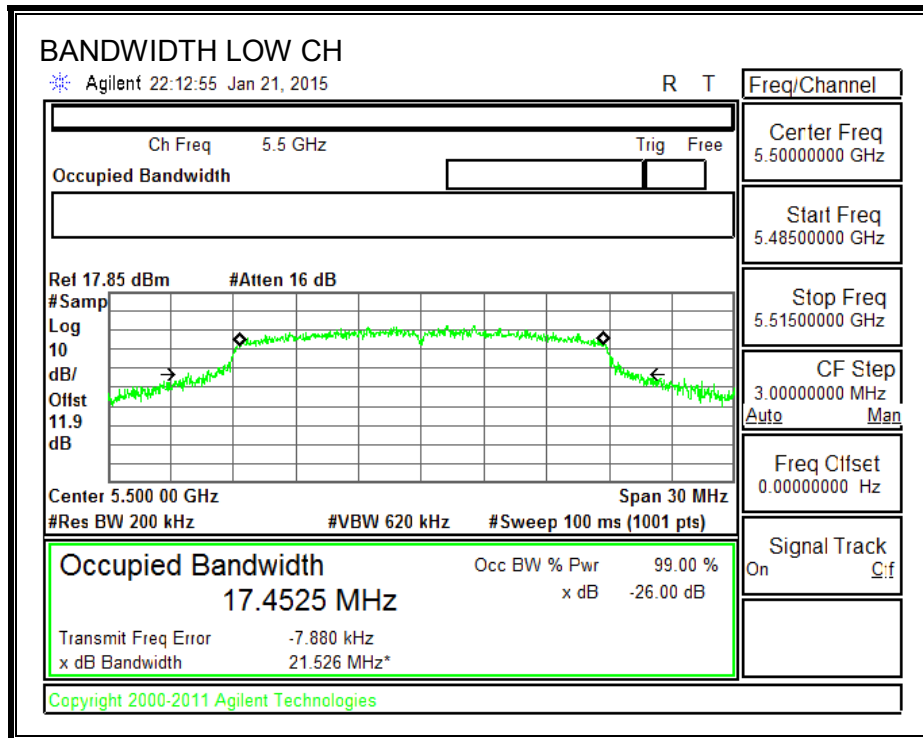 BANDWIDTH LOW CH
Agilent 22:12:55 Jan 21, 2015 R T
Freq/Channel
Ch Freq 5.5 GHz Trig Free
Occupied Bandwidth
Center Freq
5.50000000 GHz
Start Freq
5.48500000 GHz
Stop Freq
5.51500000 GHz
CF Step
3.00000000 MHz
Auto Man
Freq Offset
0.00000000 Hz
Signal Track
On Off
Ref 17.85 dBm #Atten 16 dB
#Samp
Log
10
dB/
Offst
11.9
dB
Center 5.500 00 GHz Span 30 MHz
#Res BW 200 kHz #VBW 620 kHz #Sweep 100 ms (1001 pts)
Occupied Bandwidth Occ BW % Pwr 99.00 %
17.4525 MHz x dB -26.00 dB
Transmit Freq Error -7.880 kHz
x dB Bandwidth 21.526 MHz*
Copyright 2000-2011 Agilent Technologies